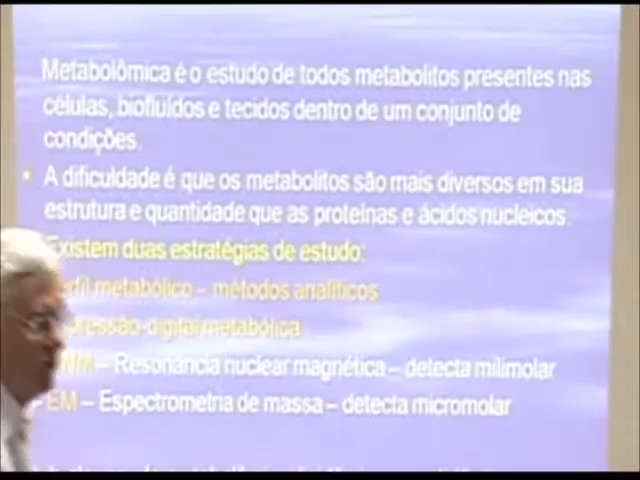 Metabolômica é o estudo de todos metabolitos presentes nas
células, biofluídos e tecidos dentro de um conjunto de
condições.
• A dificuldade é que os metabolitos são mais diversos em sua
estrutura e quantidade que as proteínas e ácidos nucleicos.
Existem duas estratégias de estudo:
metabólico – métodos analíticos
metabólica
– Resonância nuclear magnética – detecta milimolar
EM – Espectrometria de massa – detecta micromolar